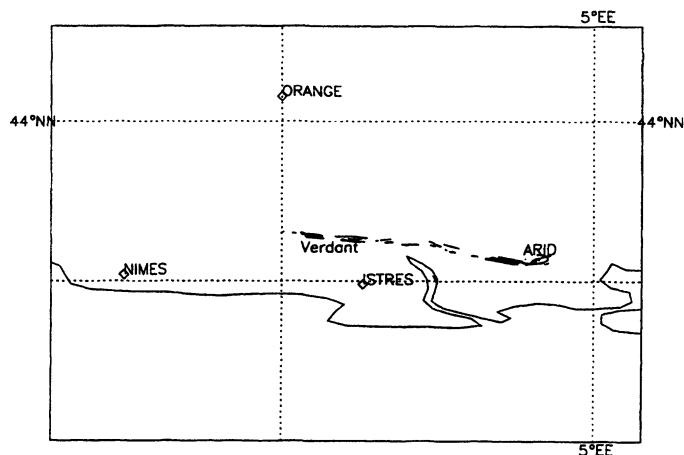 5°EE
ORANGE
44°NN
44°NN
Verdant
ARID
NIMES
ISTRES
5°EE